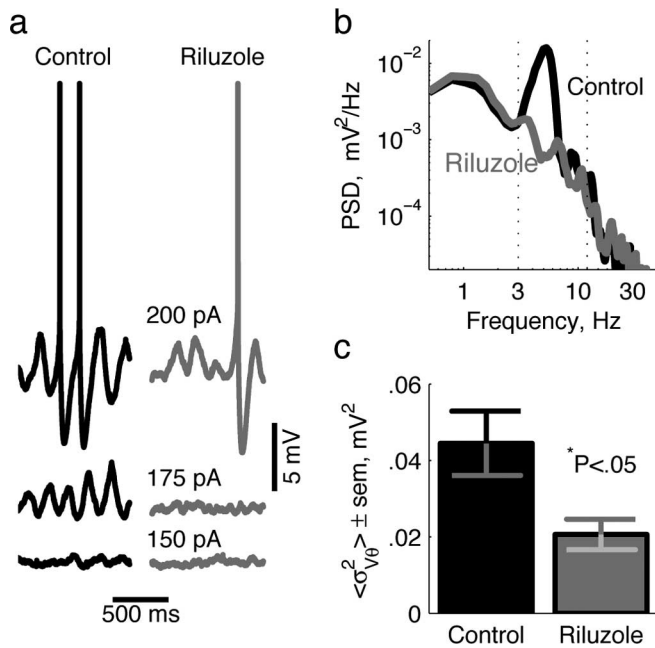 a
Control Riluzole
200 pA
5 mV
175 pA
150 pA
500 ms
b
10⁻²
10⁻³
10⁻⁴
PSD, mV²/Hz
Control
Riluzole
1 3 10 30
Frequency, Hz
c
.06
.04
.02
0
<σ²Vθ> ± sem, mV²
*P<.05
Control Riluzole